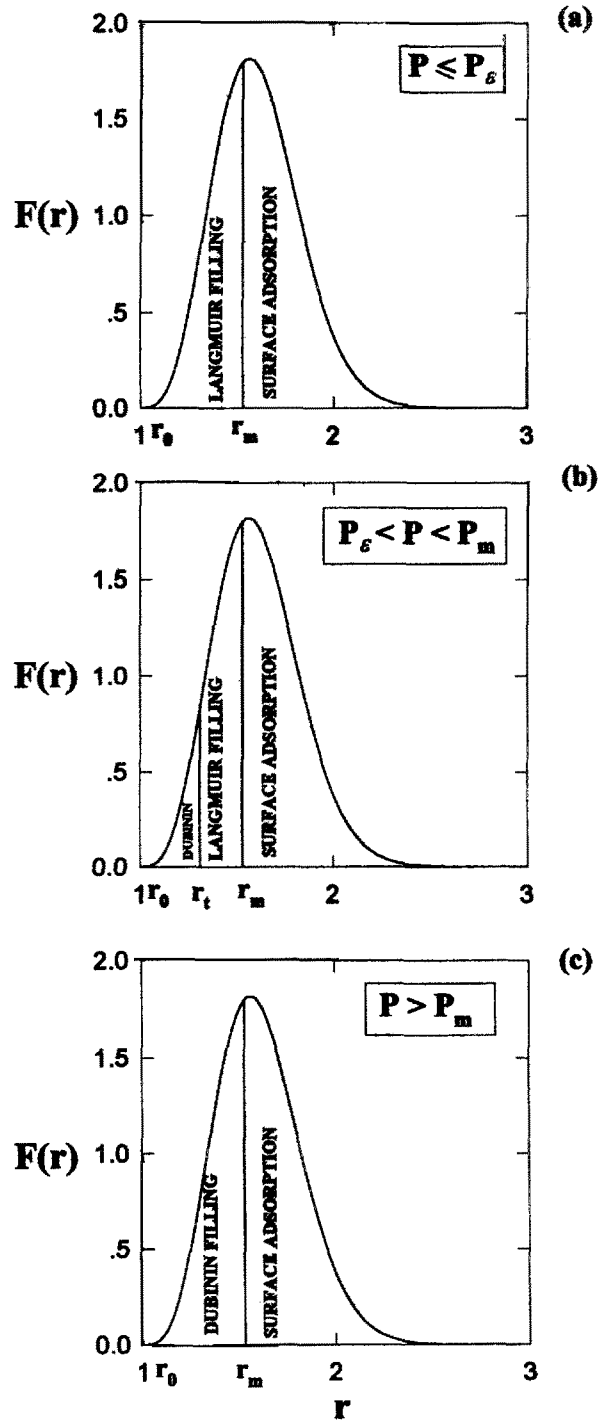 (a)
2.0
P ⩽ Pε
1.5
F(r)
1.0
LANGMUIR FILLING
SURFACE ADSORPTION
.5
0.0
1 r0 rm 2 3
(b)
2.0
Pε < P < Pm
1.5
F(r)
1.0
DUBININ
LANGMUIR FILLING
SURFACE ADSORPTION
.5
0.0
1 r0 rt rm 2 3
(c)
2.0
P > Pm
1.5
F(r)
1.0
DUBININ FILLING
SURFACE ADSORPTION
.5
0.0
1 r0 rm 2 3
r